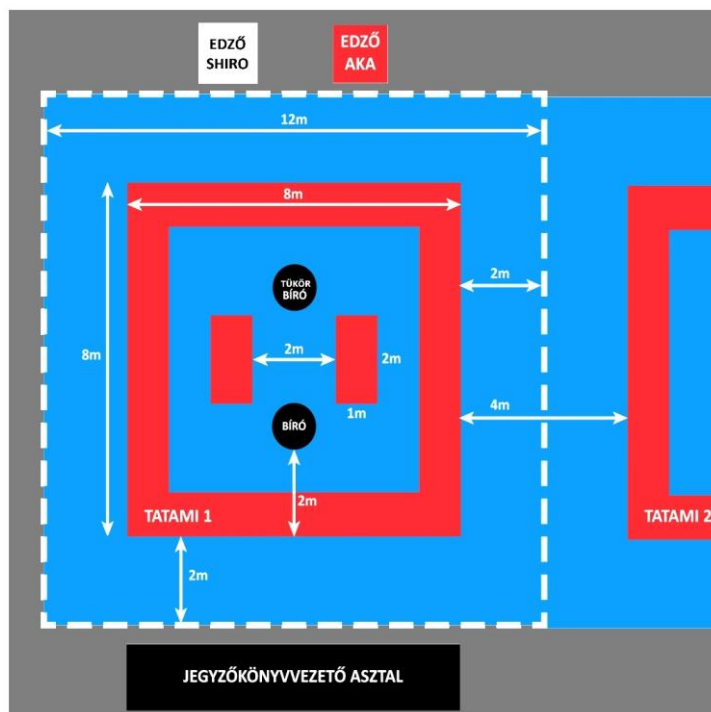 EDZŐ
SHIRO
EDZŐ
AKA
12m
8m
TÜKÖR
BÍRÓ
2m
2m
8m
2m
1m
4m
BÍRÓ
2m
TATAMI 1
TATAMI 2
2m
JEGYZŐKÖNYVVEZETŐ ASZTAL